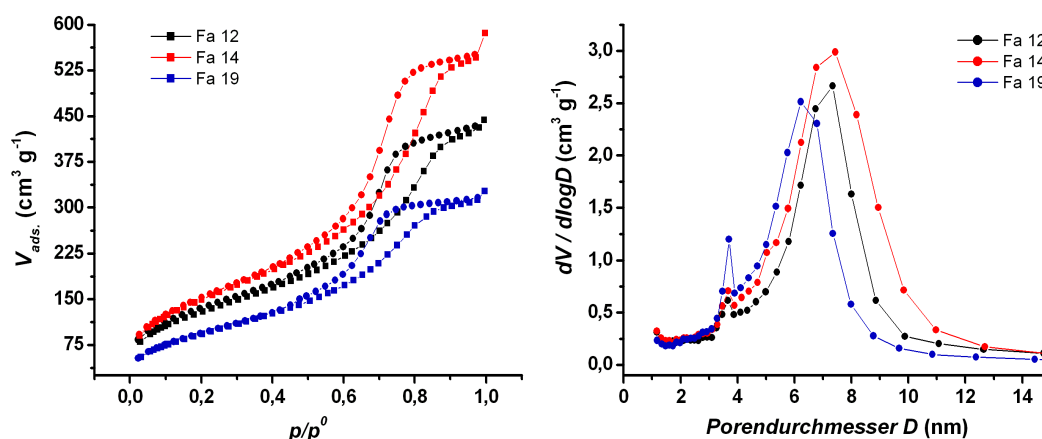 600
525
450
375
300
225
150
75
V_ads. (cm³ g⁻¹)
Fa 12
Fa 14
Fa 19
0,0 0,2 0,4 0,6 0,8 1,0
p/p⁰
3,0
2,5
2,0
1,5
1,0
0,5
0,0
dV / dlogD (cm³ g⁻¹)
Fa 12
Fa 14
Fa 19
0 2 4 6 8 10 12 14
Porendurchmesser D (nm)